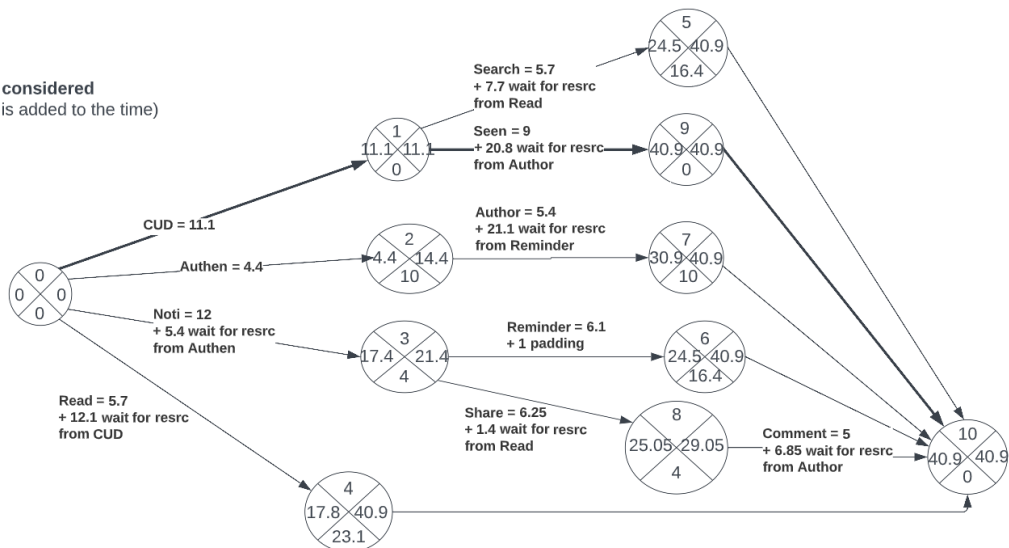 considered
is added to the time)
5
24.5 40.9
16.4
Search = 5.7
+ 7.7 wait for resrc
from Read
1
11.1 11.1
0
Seen = 9
+ 20.8 wait for resrc
from Author
9
40.9 40.9
0
CUD = 11.1
Author = 5.4
+ 21.1 wait for resrc
from Reminder
2
4.4 14.4
10
7
30.9 40.9
10
Authen = 4.4
0
0 0
0
Noti = 12
+ 5.4 wait for resrc
from Authen
3
17.4 21.4
4
Reminder = 6.1
+ 1 padding
6
24.5 40.9
16.4
Read = 5.7
+ 12.1 wait for resrc
from CUD
Share = 6.25
+ 1.4 wait for resrc
from Read
8
25.05 29.05
4
Comment = 5
+ 6.85 wait for resrc
from Author
10
40.9 40.9
0
4
17.8 40.9
23.1